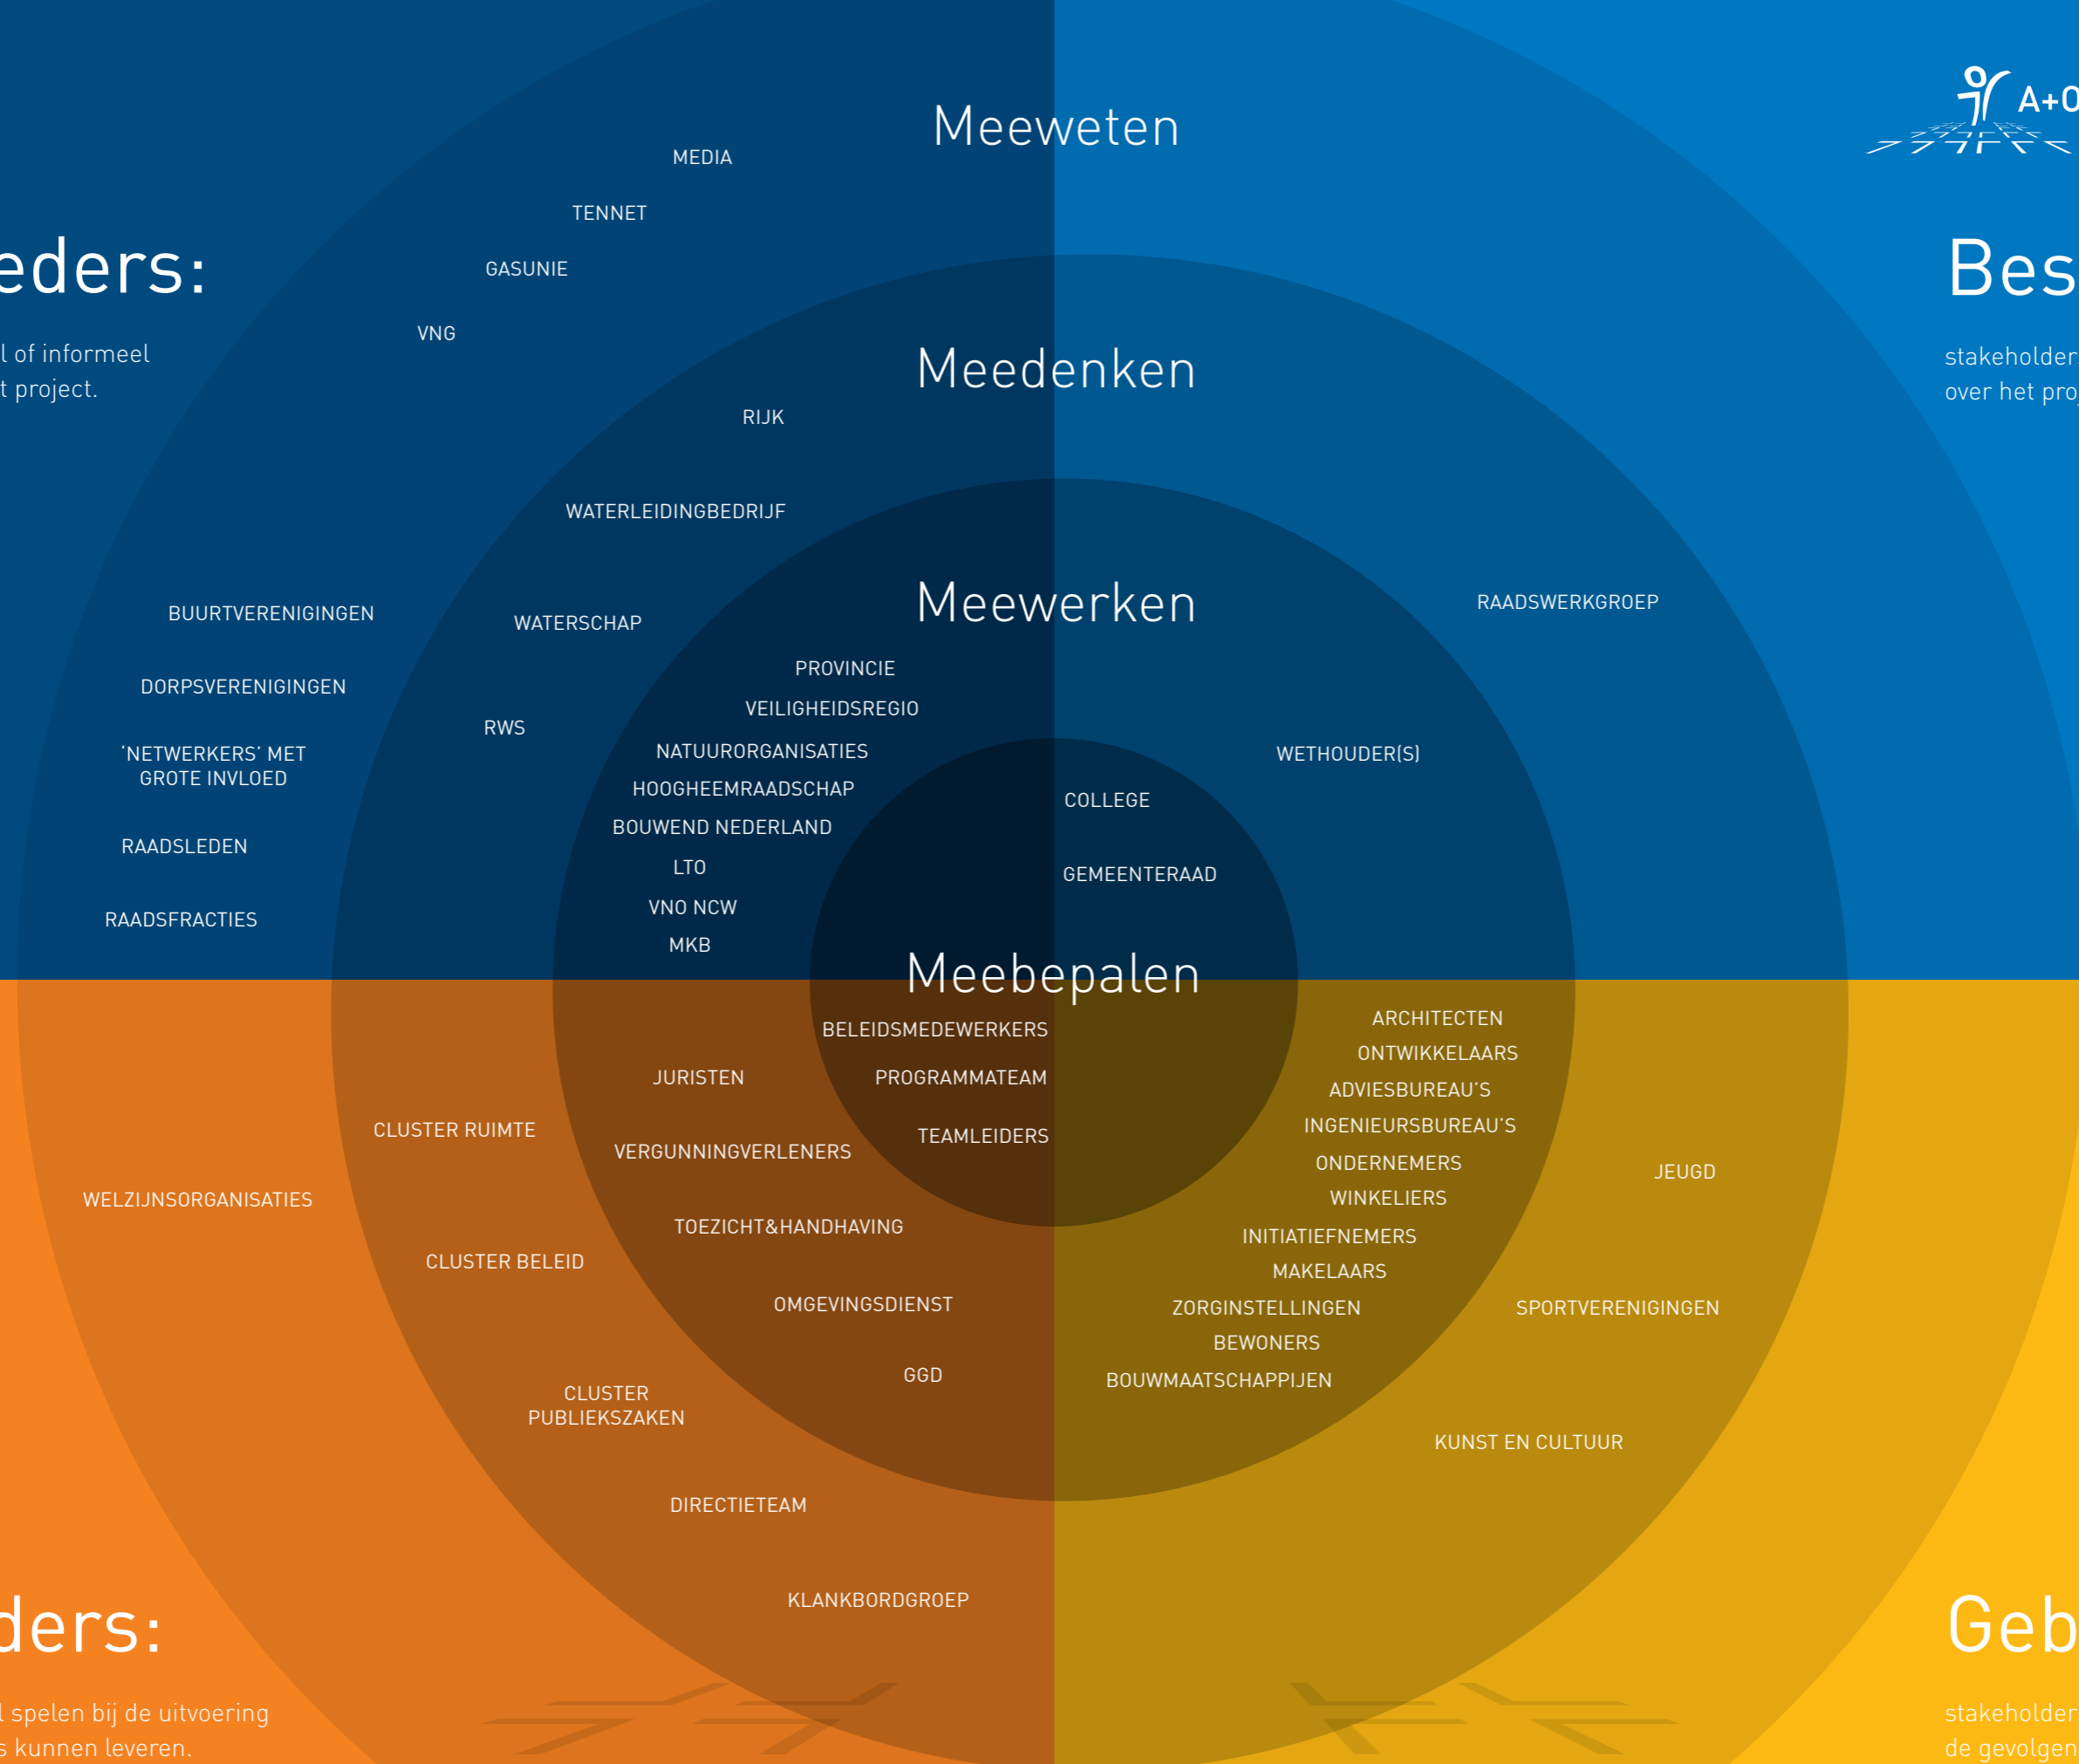 Meeweten
A+O
MEDIA
TENNET
GASUNIE
VNG
eders:
l of informeel
t project.
Bes
stakeholder
over het pro
Meedenken
RIJK
WATERLEIDINGBEDRIJF
WATERSCHAP
RWS
BUURTVERENIGINGEN
DORPSVERENIGINGEN
‘NETWERKERS’ MET
GROTE INVLOED
RAADSLEDEN
RAADSFRACTIES
Meewerken
RAADSWERKGROEP
PROVINCIE
VEILIGHEIDSREGIO
NATUURORGANISATIES
HOOGHEEMRAADSCHAP
BOUWEND NEDERLAND
LTO
VNO NCW
MKB
WETHOUDER(S)
COLLEGE
GEMEENTERAAD
Meebepalen
BELEIDSMEDEWERKERS
PROGRAMMATEAM
TEAMLEIDERS
JURISTEN
VERGUNNINGVERLENERS
TOEZICHT&HANDHAVING
OMGEVINGSDIENST
GGD
CLUSTER RUIMTE
WELZIJNSORGANISATIES
CLUSTER BELEID
CLUSTER
PUBLIEKSZAKEN
DIRECTIETEAM
KLANKBORDGROEP
ARCHITECTEN
ONTWIKKELAARS
ADVIESBUREAU’S
INGENIEURSBUREAU’S
ONDERNEMERS
WINKELIERS
INITIATIEFNEMERS
MAKELAARS
ZORGINSTELLINGEN
BEWONERS
BOUWMAATSCHAPPIJEN
JEUGD
SPORTVERENIGINGEN
KUNST EN CULTUUR
ders:
l spelen bij de uitvoering
s kunnen leveren.
Geb
stakeholder
de gevolgen